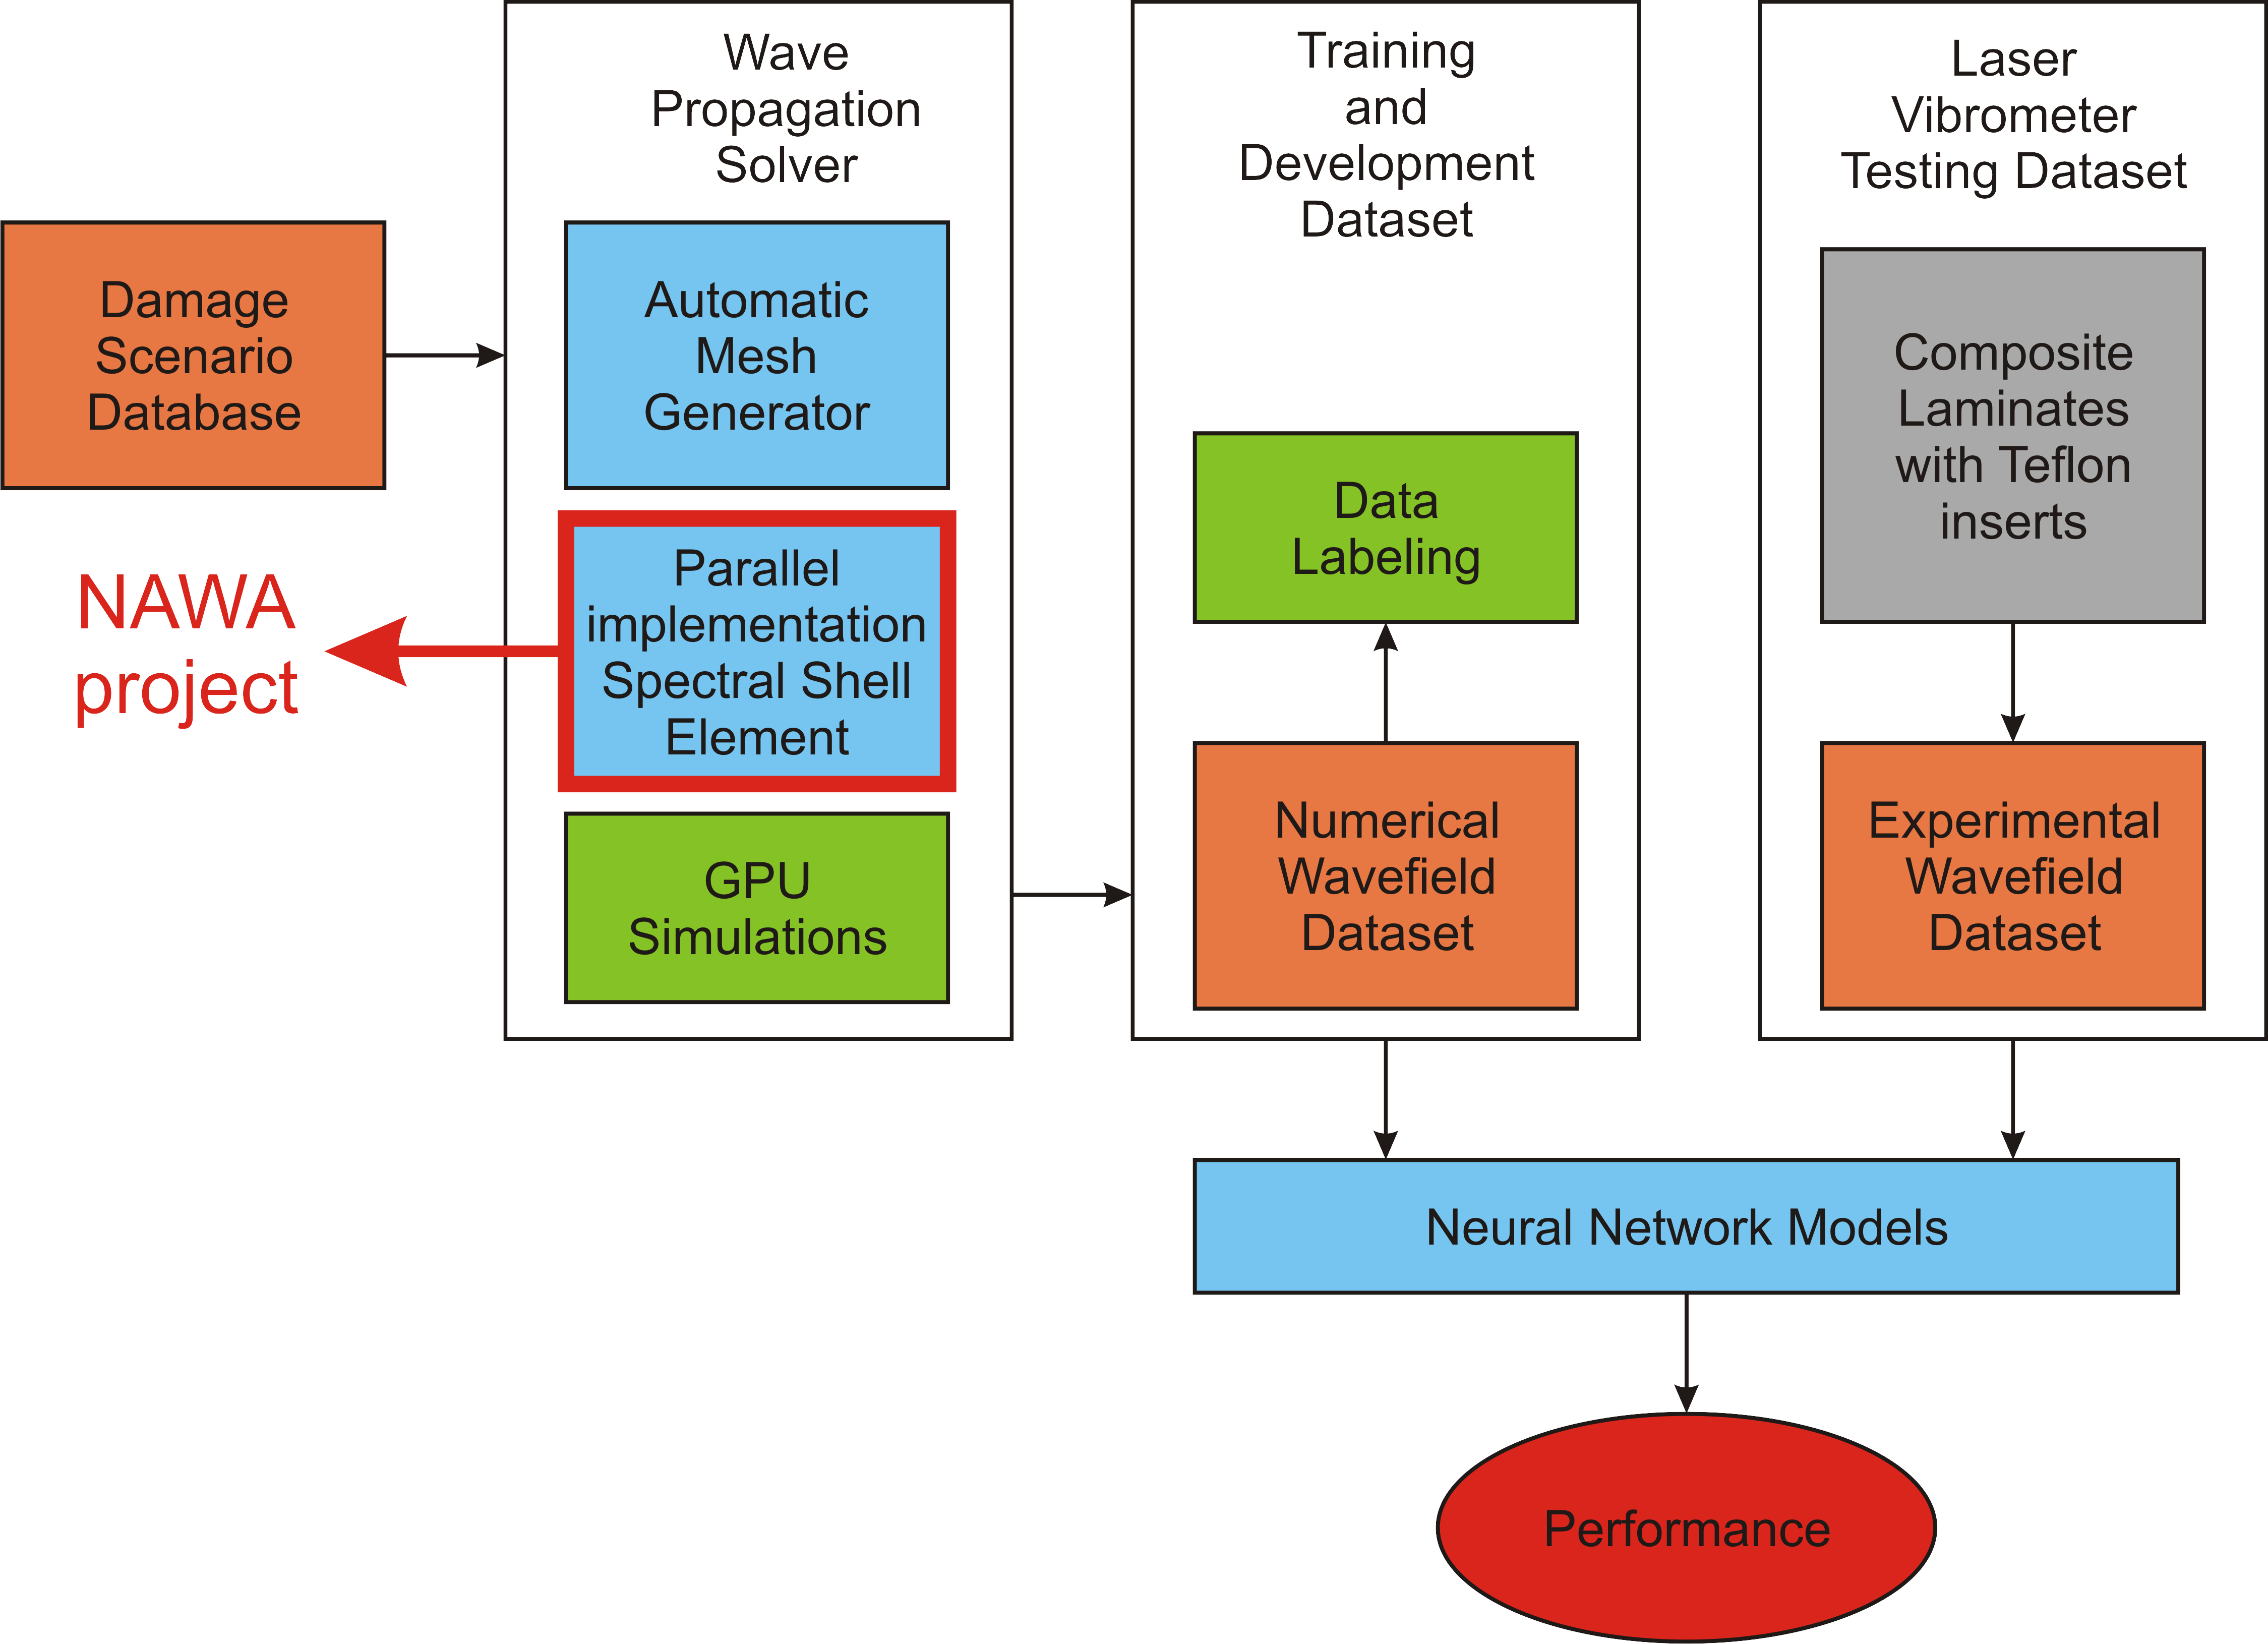 Damage
Scenario
Database
NAWA
project
Wave
Propagation
Solver
Automatic
Mesh
Generator
Parallel
implementation
Spectral Shell
Element
GPU
Simulations
Training
and
Development
Dataset
Data
Labeling
Numerical
Wavefield
Dataset
Laser
Vibrometer
Testing Dataset
Composite
Laminates
with Teflon
inserts
Experimental
Wavefield
Dataset
Neural Network Models
Performance